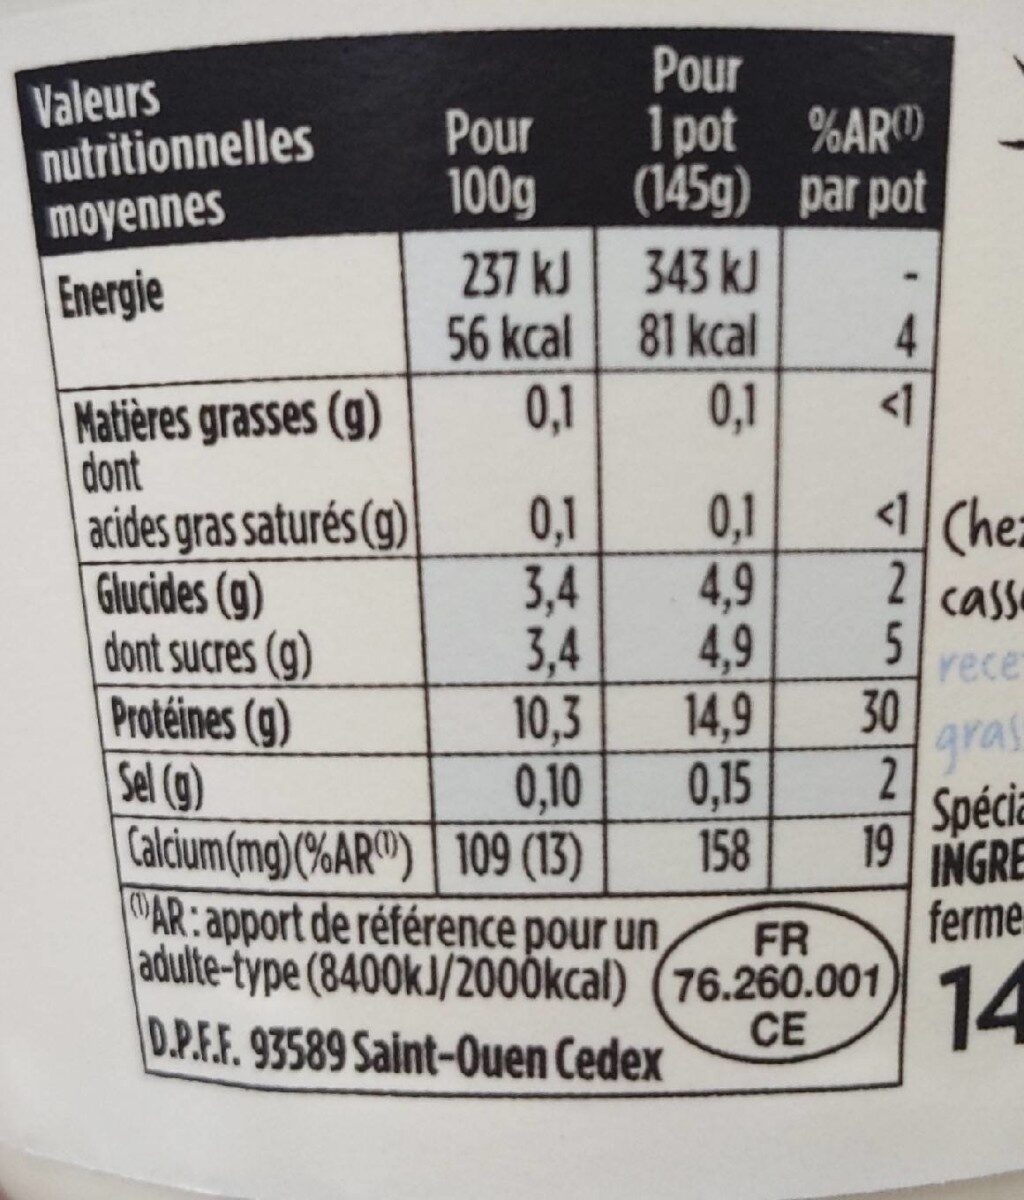 Valeurs nutritionnelles moyennes Pour 100g Pour 1 pot (145g) %AR(1) par pot
Energie 237 kJ 343 kJ -
56 kcal 81 kcal 4
Matières grasses (g) 0,1 0,1 <1
dont
acides gras saturés (g) 0,1 0,1 <1
Glucides (g) 3,4 4,9 2
dont sucres (g) 3,4 4,9 5
Protéines (g) 10,3 14,9 30
Sel (g) 0,10 0,15 2
Calcium(mg)(%AR(1)) 109 (13) 158 19
(1)AR : apport de référence pour un
adulte-type (8400kJ/2000kcal)
D.P.F.F. 93589 Saint-Ouen Cedex
FR
76.260.001
CE
Chez
14